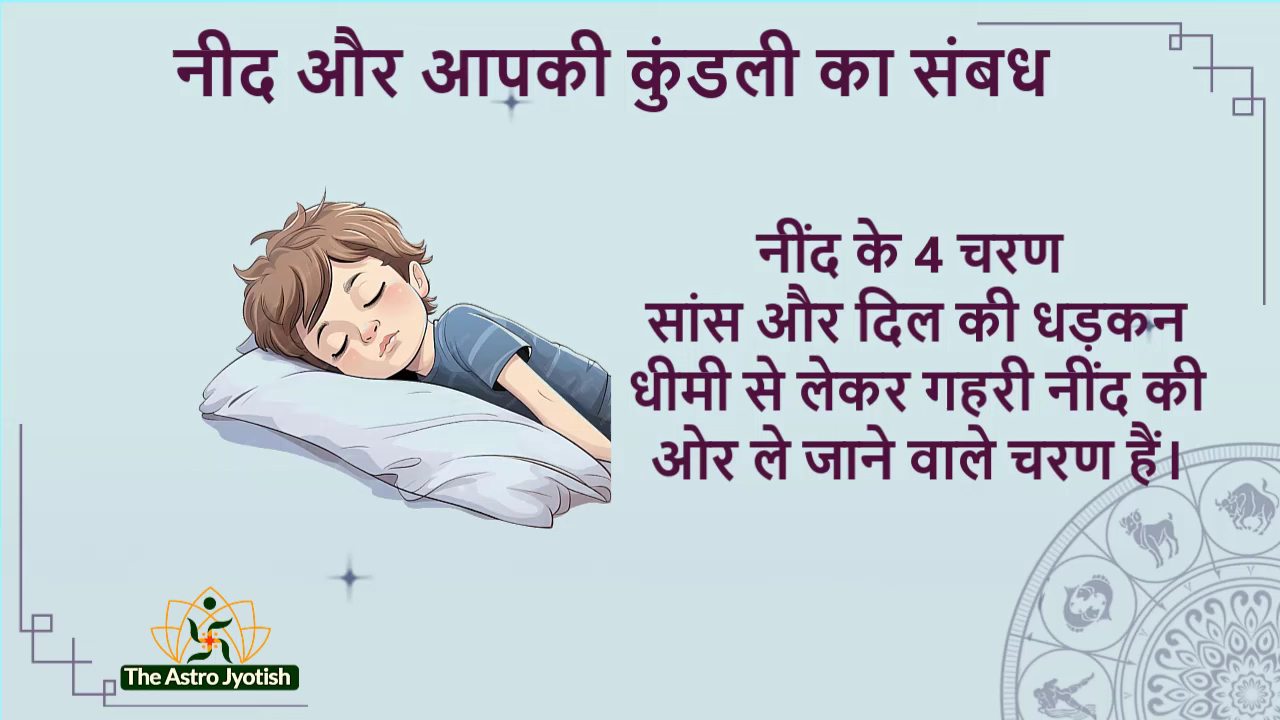 नीद और आपकी कुंडली का संबध
नींद के 4 चरण
सांस और दिल की धड़कन
धीमी से लेकर गहरी नींद की
ओर ले जाने वाले चरण हैं।
The Astro Jyotish